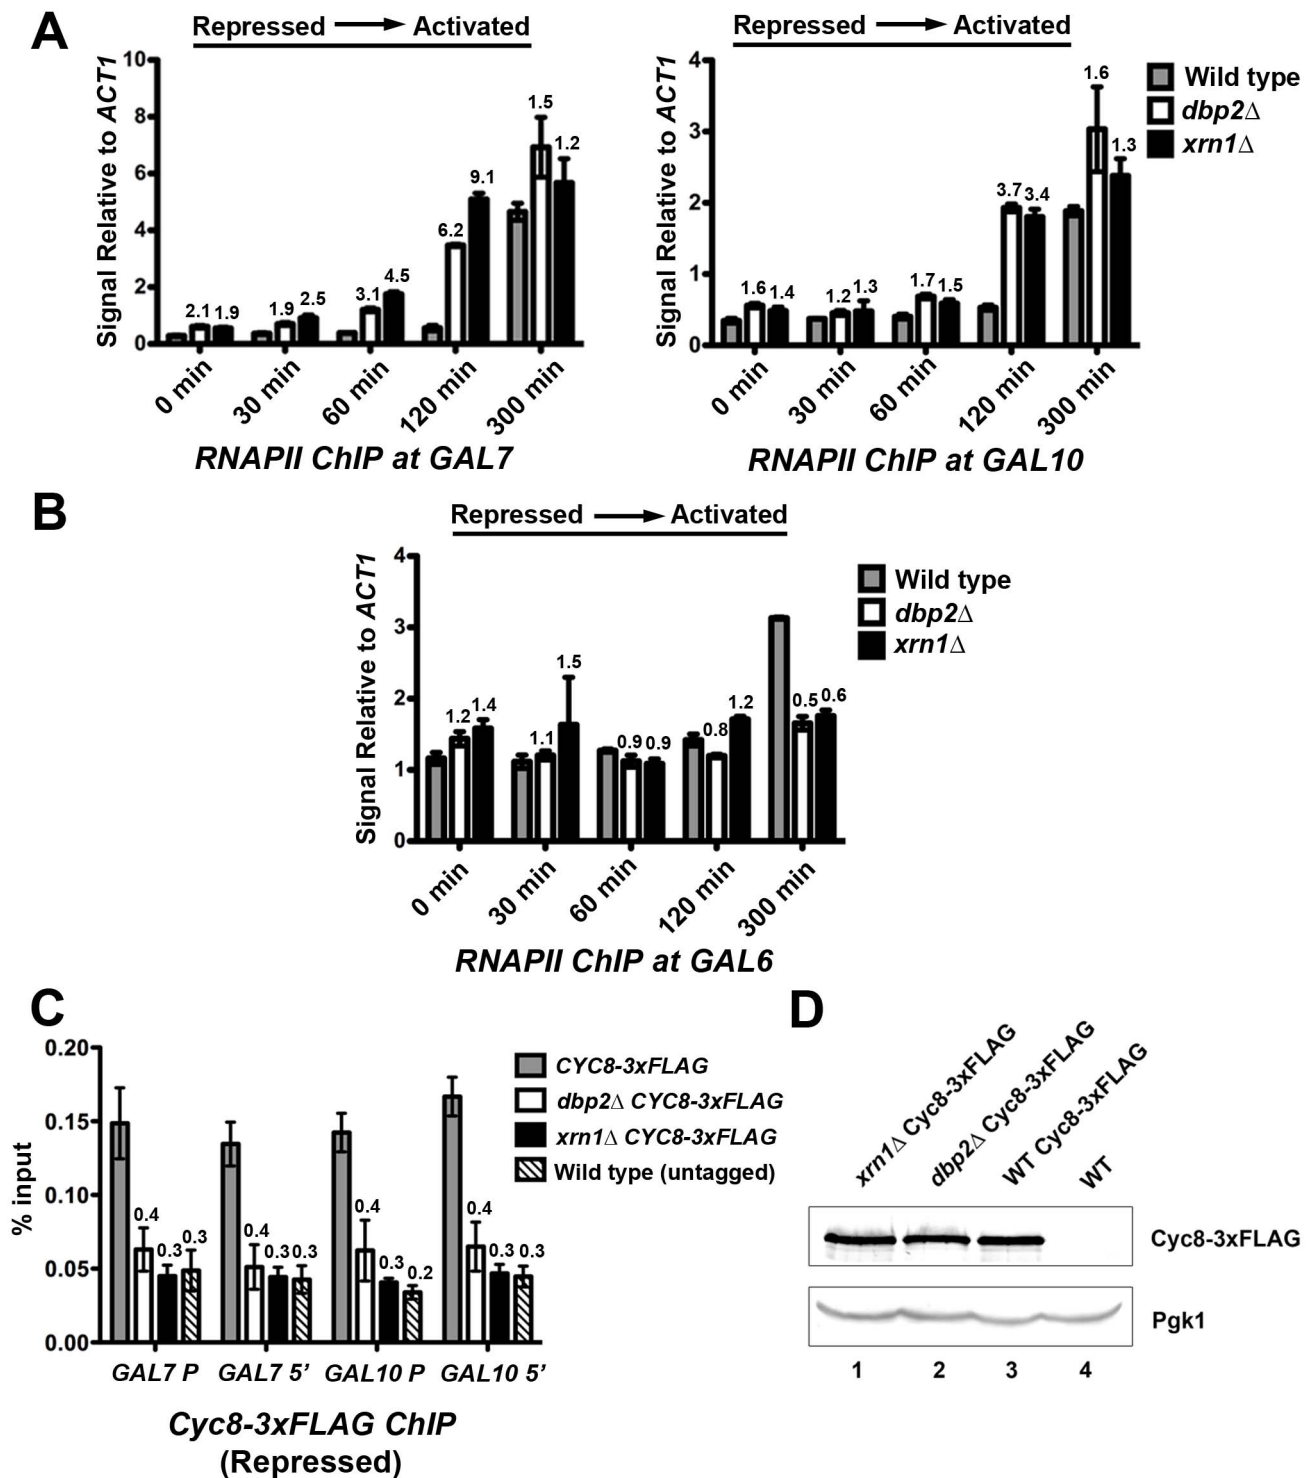 A
Repressed → Activated
Signal Relative to ACT1
10
8
6
4
2
0
2.1 1.9
1.9 2.5
3.1 4.5
6.2 9.1
1.5 1.2
0 min
30 min
60 min
120 min
300 min
RNAPII ChIP at GAL7
Repressed → Activated
Signal Relative to ACT1
4
3
2
1
0
1.6 1.4
1.2 1.3
1.7 1.5
3.7 3.4
1.6 1.3
0 min
30 min
60 min
120 min
300 min
RNAPII ChIP at GAL10
Wild type
dbp2Δ
xrn1Δ
B
Repressed → Activated
Signal Relative to ACT1
4
3
2
1
0
1.2 1.4
1.1 1.5
0.9 0.9
0.8 1.2
0.5 0.6
0 min
30 min
60 min
120 min
300 min
RNAPII ChIP at GAL6
Wild type
dbp2Δ
xrn1Δ
C
% input
0.20
0.15
0.10
0.05
0.00
0.4 0.3 0.3
0.4 0.3 0.3
0.4 0.3 0.2
0.4 0.3 0.3
GAL7 P
GAL7 5’
GAL10 P
GAL10 5’
Cyc8-3xFLAG ChIP
(Repressed)
CYC8-3xFLAG
dbp2Δ CYC8-3xFLAG
xrn1Δ CYC8-3xFLAG
Wild type (untagged)
D
xrn1Δ Cyc8-3xFLAG
dbp2Δ Cyc8-3xFLAG
WT Cyc8-3xFLAG
WT
Cyc8-3xFLAG
Pgk1
1 2 3 4